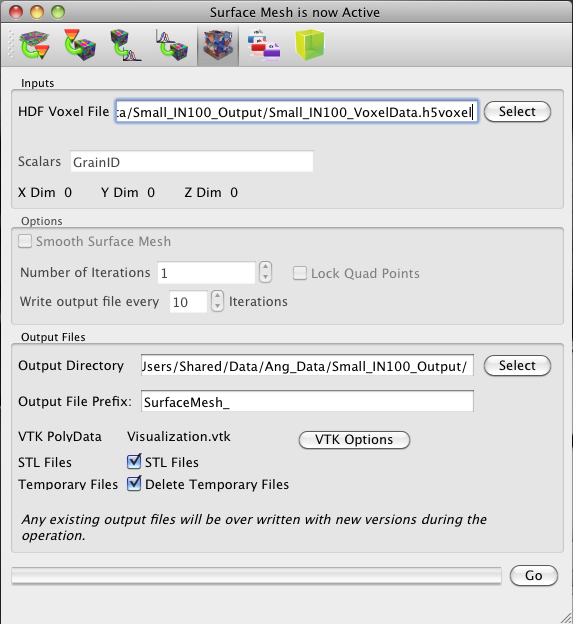 Surface Mesh is now Active
Inputs
HDF Voxel File ta/Small_IN100_Output/Small_IN100_VoxelData.h5voxel Select
Scalars GrainID
X Dim 0 Y Dim 0 Z Dim 0
Options
Smooth Surface Mesh
Number of Iterations 1 Lock Quad Points
Write output file every 10 Iterations
Output Files
Output Directory Users/Shared/Data/Ang_Data/Small_IN100_Output/ Select
Output File Prefix: SurfaceMesh_
VTK PolyData Visualization.vtk VTK Options
STL Files STL Files
Temporary Files Delete Temporary Files
Any existing output files will be over written with new versions during the
operation.
Go